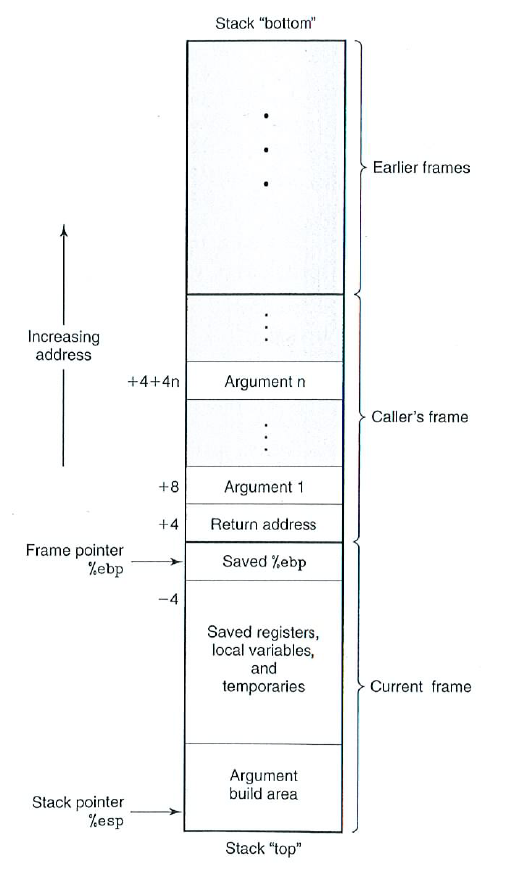 Stack “bottom”
Earlier frames
Increasing
address
+4+4n
Argument n
Caller's frame
+8
Argument 1
+4
Return address
Frame pointer
%ebp
Saved %ebp
−4
Saved registers,
local variables,
and
temporaries
Current frame
Argument
build area
Stack pointer
%esp
Stack “top”